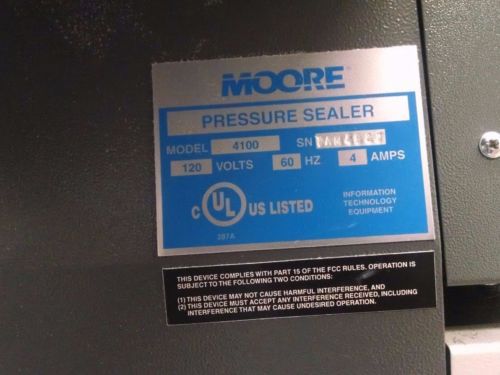 MOORE
PRESSURE SEALER
MODEL 4100 SN
120 VOLTS 60 HZ 4 AMPS
C UL US LISTED
INFORMATION
TECHNOLOGY
EQUIPMENT
287A
THIS DEVICE COMPLIES WITH PART 15 OF THE FCC RULES. OPERATION IS
SUBJECT TO THE FOLLOWING TWO CONDITIONS:
(1) THIS DEVICE MAY NOT CAUSE HARMFUL INTERFERENCE, AND
(2) THIS DEVICE MUST ACCEPT ANY INTERFERENCE RECEIVED, INCLUDING
INTERFERENCE THAT MAY CAUSE UNDESIRED OPERATION.